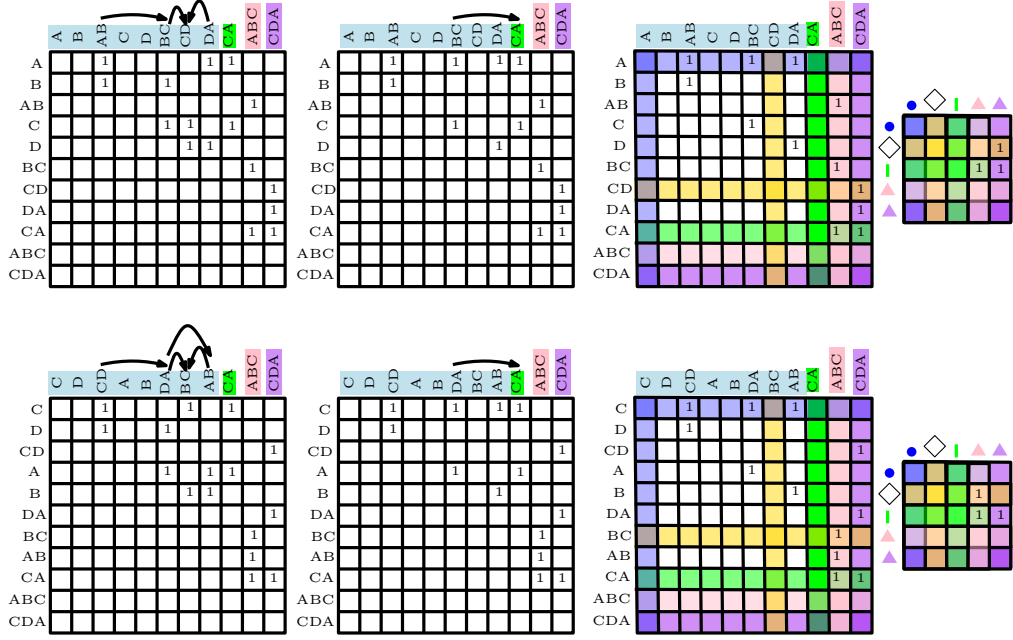 A B AB C D BC CD DA CA ABC CDA
A 1 1 1
B 1 1
AB 1
C 1 1 1
D 1 1
BC 1
CD 1
DA 1
CA 1 1
ABC
CDA
A B AB C D BC CD DA CA ABC CDA
A 1 1 1 1
B 1
AB 1
C 1 1
D 1
BC 1
CD 1
DA 1
CA 1 1
ABC
CDA
A B AB C D BC CD DA CA ABC CDA
A 1 1 1
B 1
AB 1
C 1
D 1
BC 1
CD 1
DA 1
CA 1 1
ABC
CDA
1
1 1
C D CD A B DA BC AB CA ABC CDA
C 1 1 1
D 1 1
CD 1
A 1 1 1
B 1 1
DA 1
BC 1
AB 1
CA 1 1
ABC
CDA
C D CD A B DA BC AB CA ABC CDA
C 1 1 1 1
D 1
CD 1
A 1 1
B 1
DA 1
BC 1
AB 1
CA 1 1
ABC
CDA
C D CD A B DA BC AB CA ABC CDA
C 1 1 1
D 1
CD 1
A 1
B 1
DA 1
BC 1
AB 1
CA 1 1
ABC
CDA
1
1 1